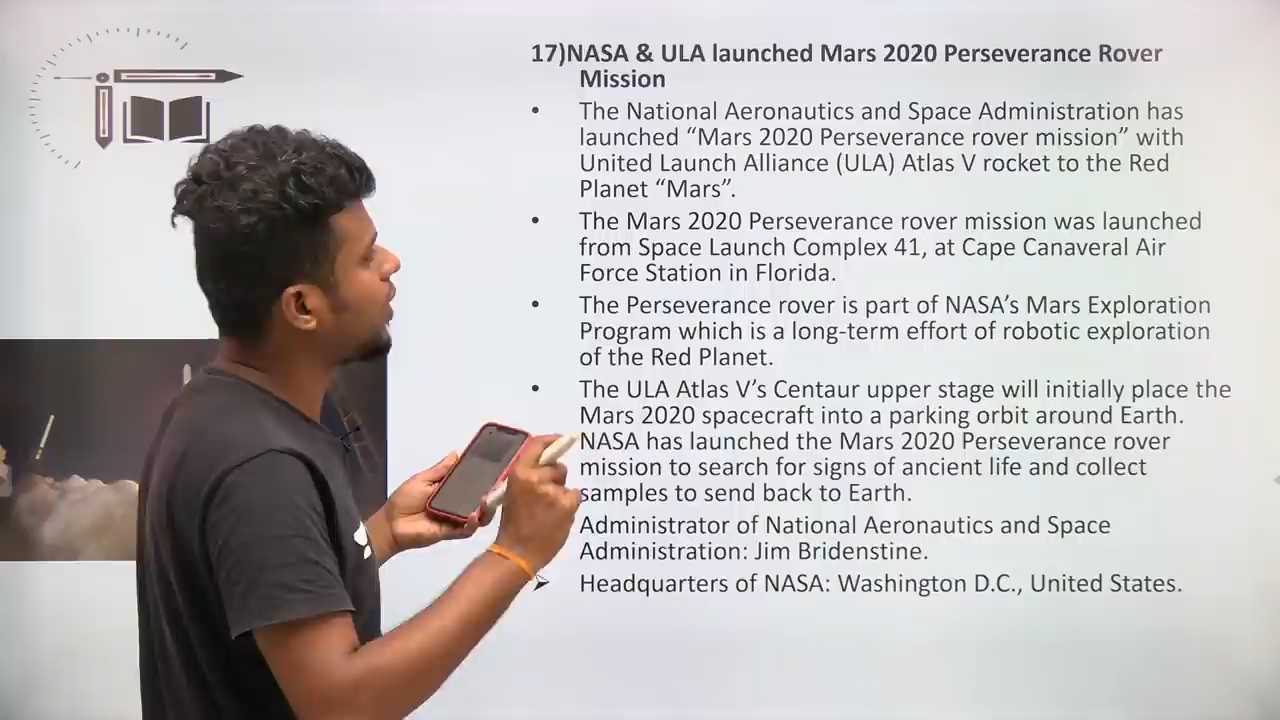 17)NASA & ULA launched Mars 2020 Perseverance Rover
Mission
• The National Aeronautics and Space Administration has
launched “Mars 2020 Perseverance rover mission” with
United Launch Alliance (ULA) Atlas V rocket to the Red
Planet “Mars”.
• The Mars 2020 Perseverance rover mission was launched
from Space Launch Complex 41, at Cape Canaveral Air
Force Station in Florida.
• The Perseverance rover is part of NASA’s Mars Exploration
Program which is a long-term effort of robotic exploration
of the Red Planet.
• The ULA Atlas V’s Centaur upper stage will initially place the
Mars 2020 spacecraft into a parking orbit around Earth.
NASA has launched the Mars 2020 Perseverance rover
mission to search for signs of ancient life and collect
samples to send back to Earth.
Administrator of National Aeronautics and Space
Administration: Jim Bridenstine.
➢ Headquarters of NASA: Washington D.C., United States.